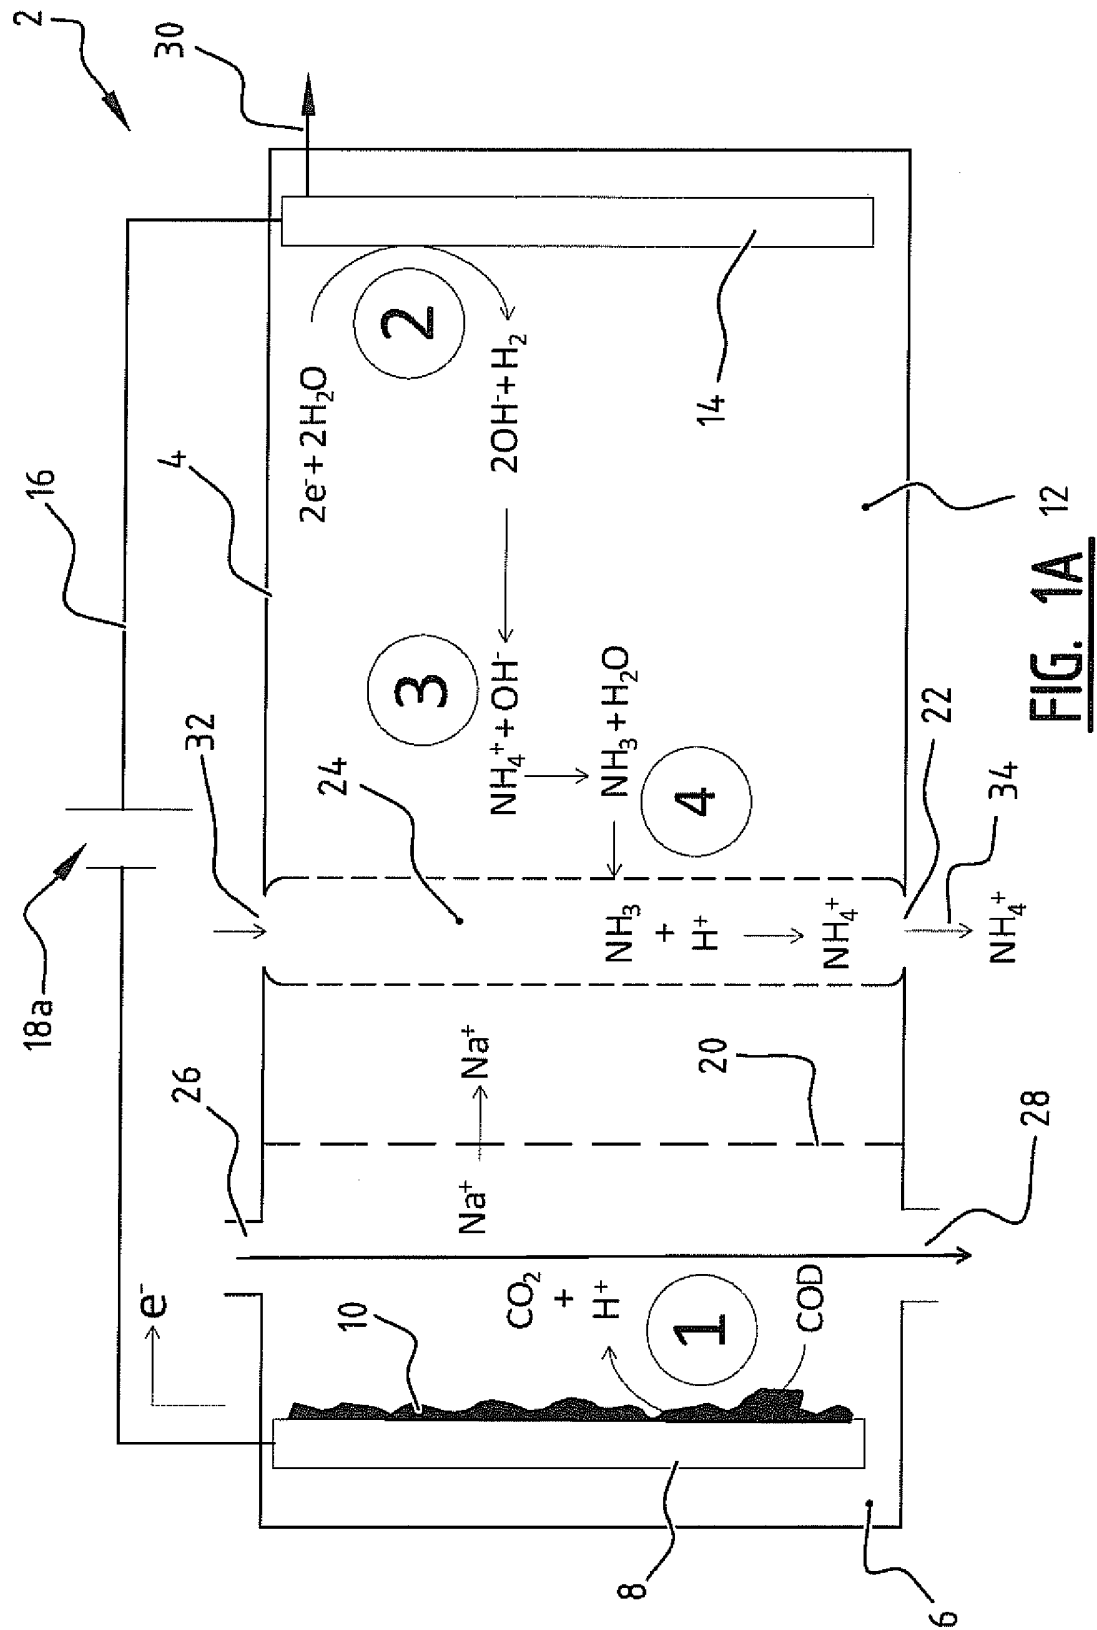 2
30
16
4
32
18a
26
e⁻
2e⁻ + 2H₂O
2
2OH⁻ + H₂
3
NH₄⁺ + OH⁻
NH₃ + H₂O
4
24
NH₃
+
H⁺
NH₄⁺
Na⁺
Na⁺
20
10
CO₂
+
H⁺
1
COD
14
12
22
34
NH₄⁺
28
8
6
FIG. 1A